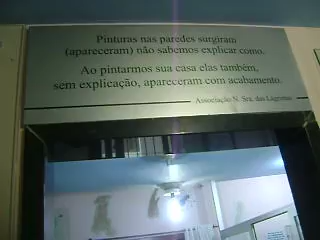 Pinturas nas paredes surgiram
(apareceram) não sabemos explicar como.
Ao pintarmos sua casa elas também,
sem explicação, apareceram com acabamento.
Associação N. Sra. das Lágrimas